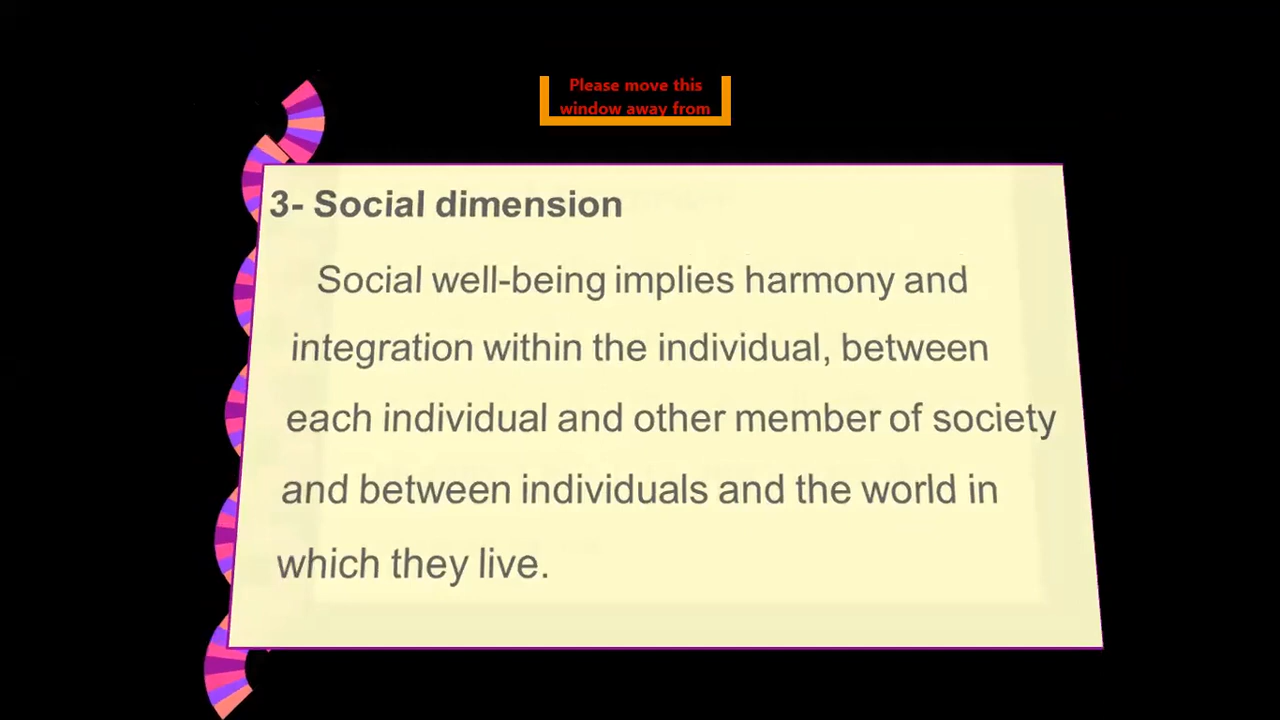 Please move this
window away from
3- Social dimension
Social well-being implies harmony and
integration within the individual, between
each individual and other member of society
and between individuals and the world in
which they live.